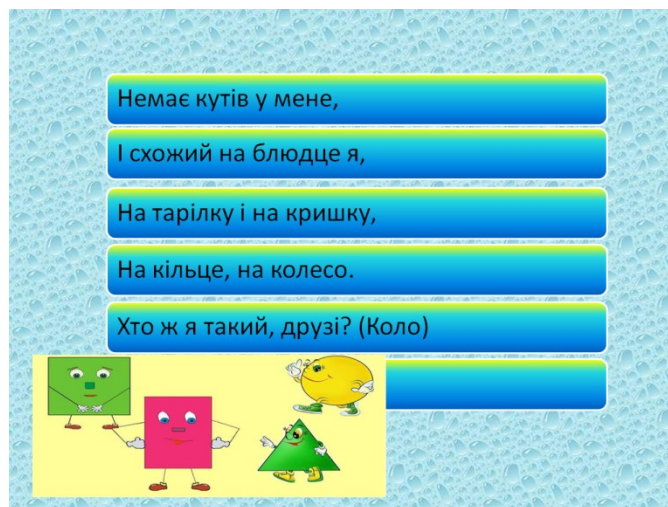 Немає кутів у мене,
І схожий на блюдце я,
На тарілку і на кришку,
На кільце, на колесо.
Хто ж я такий, друзі? (Коло)